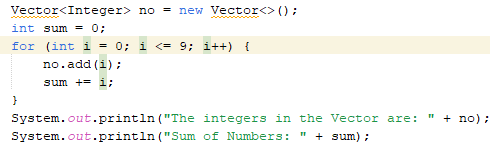 Vector<Integer> no = new Vector<>();
int sum = 0;
for (int i = 0; i <= 9; i++) {
no.add(i);
sum += i;
}
System.out.println("The integers in the Vector are: " + no);
System.out.println("Sum of Numbers: " + sum);